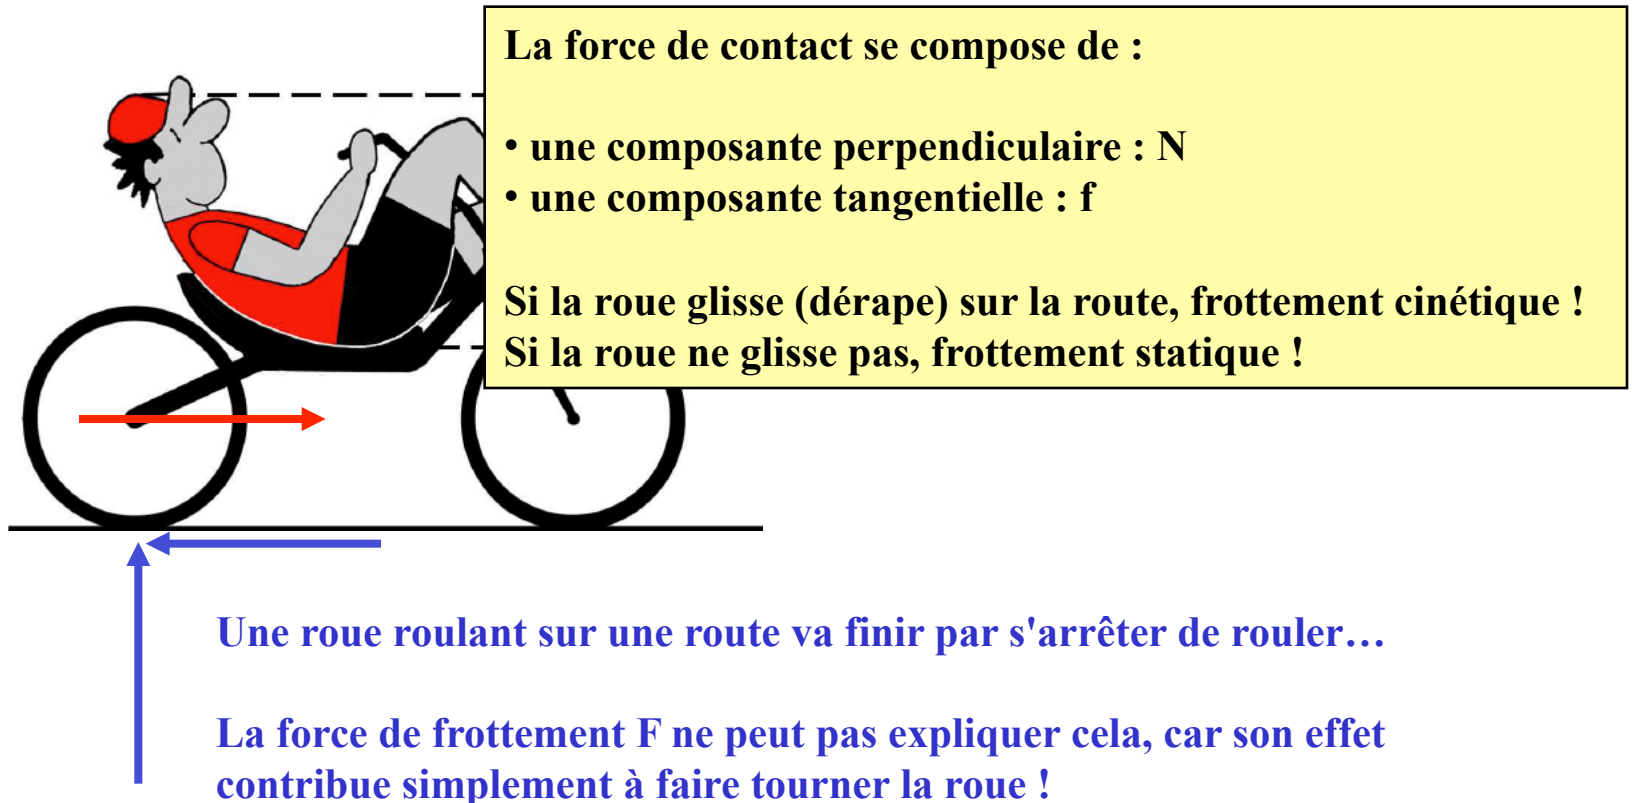 La force de contact se compose de :
• une composante perpendiculaire : N
• une composante tangentielle : f
Si la roue glisse (dérape) sur la route, frottement cinétique !
Si la roue ne glisse pas, frottement statique !
Une roue roulant sur une route va finir par s'arrêter de rouler…
La force de frottement F ne peut pas expliquer cela, car son effet
contribue simplement à faire tourner la roue !